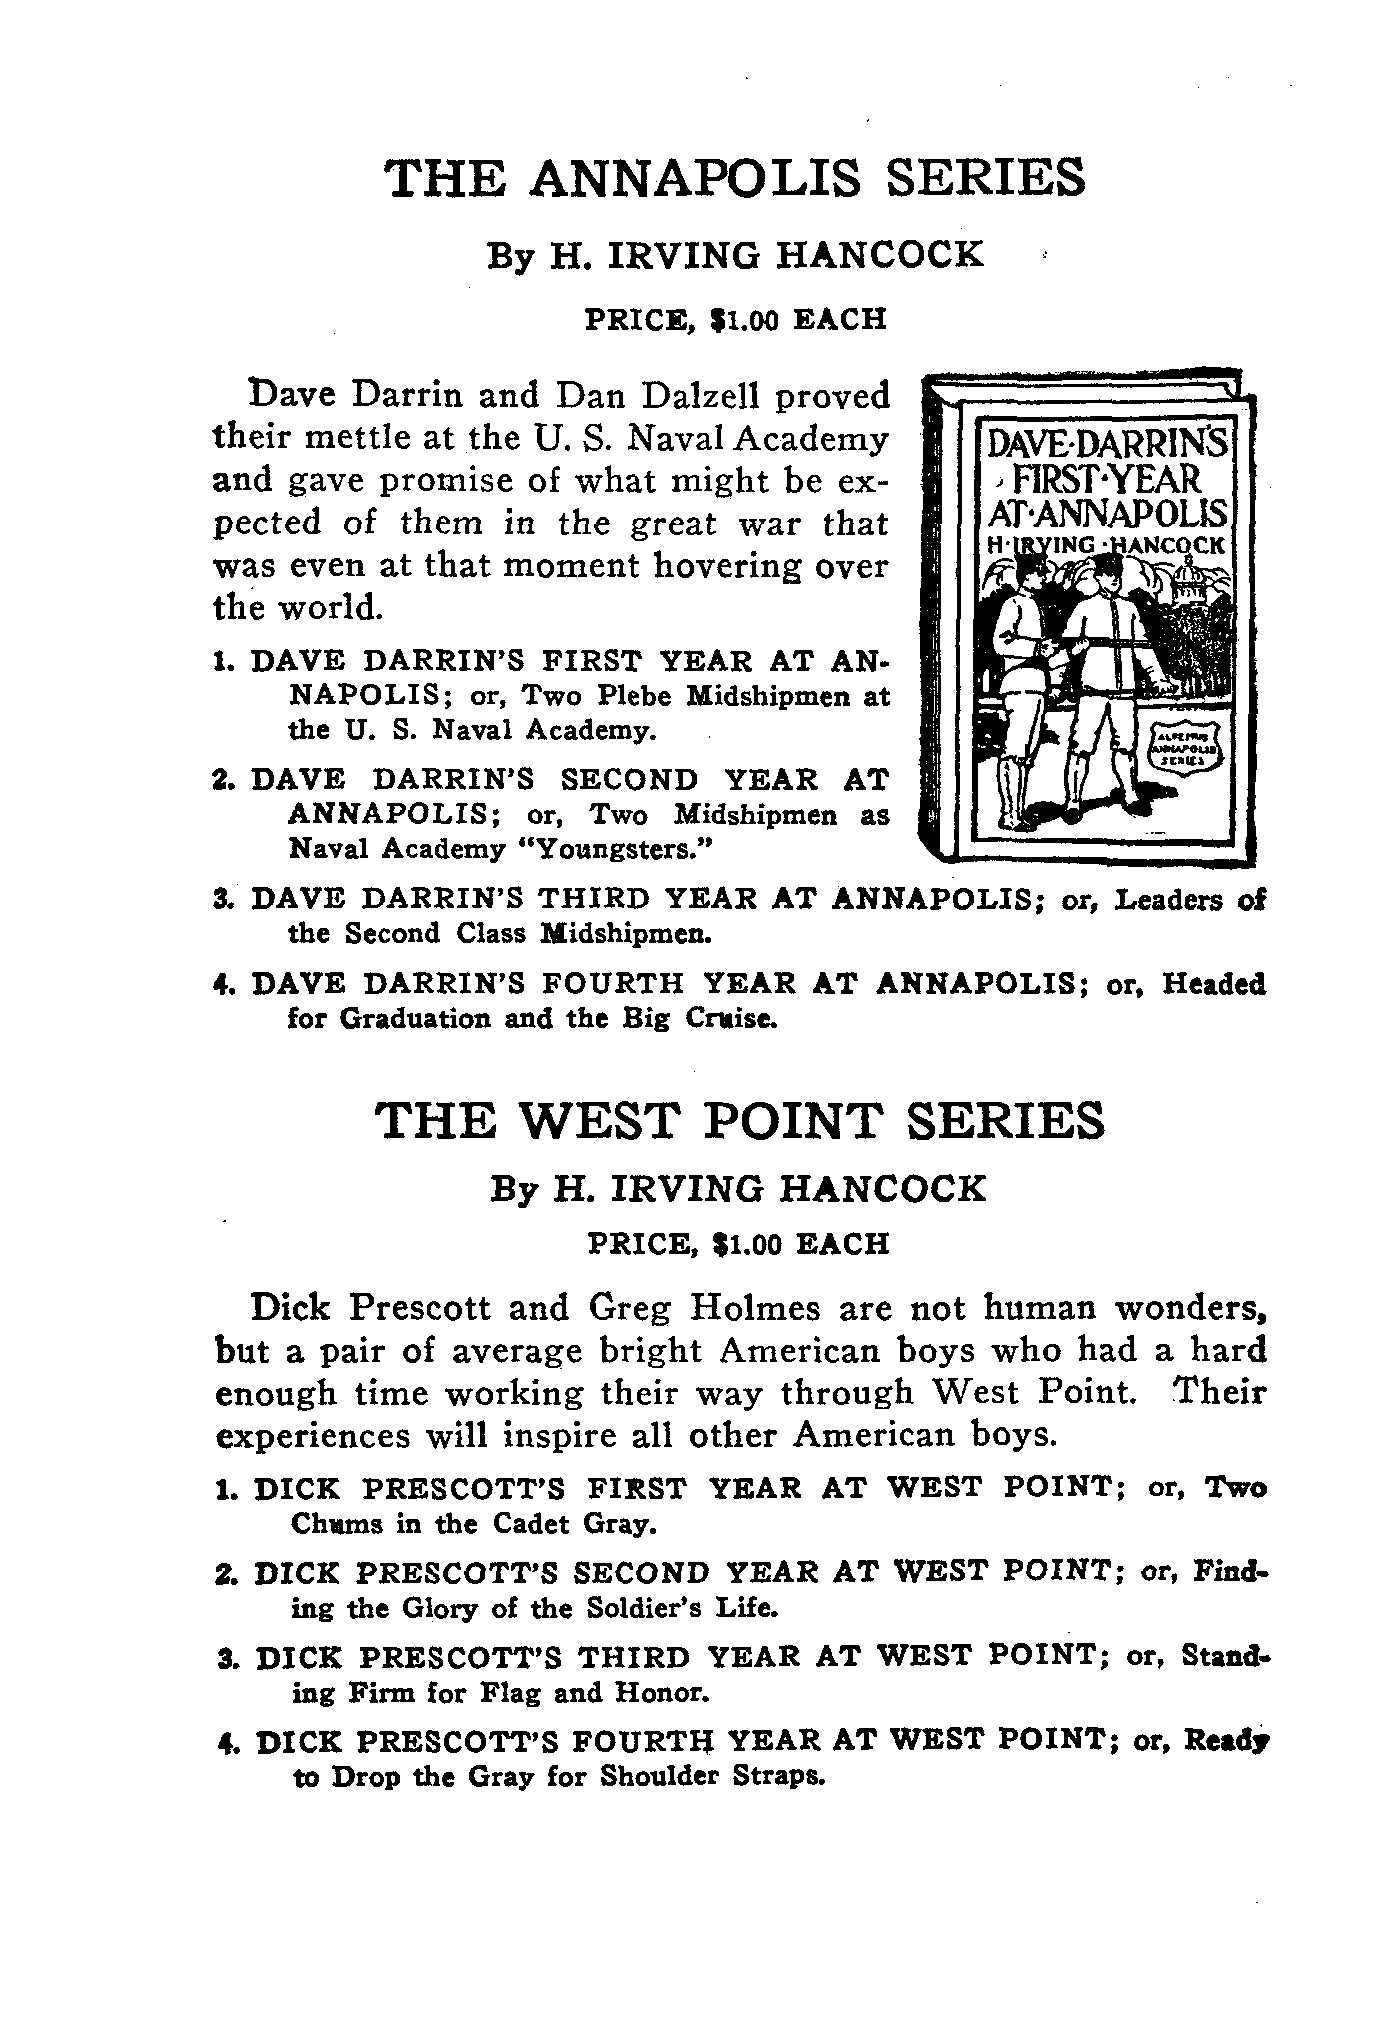 THE ANNAPOLIS SERIES
By H. IRVING HANCOCK
PRICE, $1.00 EACH
Dave Darrin and Dan Dalzell proved
their mettle at the U. S. Naval Academy
and gave promise of what might be ex-
pected of them in the great war that
was even at that moment hovering over
the world.
1. DAVE DARRIN'S FIRST YEAR AT AN-
NAPOLIS; or, Two Plebe Midshipmen at
the U. S. Naval Academy.
2. DAVE DARRIN'S SECOND YEAR AT
ANNAPOLIS; or, Two Midshipmen as
Naval Academy “Youngsters.”
DAVE·DARRIN'S
FIRST·YEAR
AT·ANNAPOLIS
H·IRVING·HANCOCK
ALTEMUS
ANNAPOLIS
SERIES
3. DAVE DARRIN'S THIRD YEAR AT ANNAPOLIS; or, Leaders of
the Second Class Midshipmen.
4. DAVE DARRIN'S FOURTH YEAR AT ANNAPOLIS; or, Headed
for Graduation and the Big Cruise.
THE WEST POINT SERIES
By H. IRVING HANCOCK
PRICE, $1.00 EACH
Dick Prescott and Greg Holmes are not human wonders,
but a pair of average bright American boys who had a hard
enough time working their way through West Point. Their
experiences will inspire all other American boys.
1. DICK PRESCOTT'S FIRST YEAR AT WEST POINT; or, Two
Chums in the Cadet Gray.
2. DICK PRESCOTT'S SECOND YEAR AT WEST POINT; or, Find-
ing the Glory of the Soldier's Life.
3. DICK PRESCOTT'S THIRD YEAR AT WEST POINT; or, Stand-
ing Firm for Flag and Honor.
4. DICK PRESCOTT'S FOURTH YEAR AT WEST POINT; or, Ready
to Drop the Gray for Shoulder Straps.